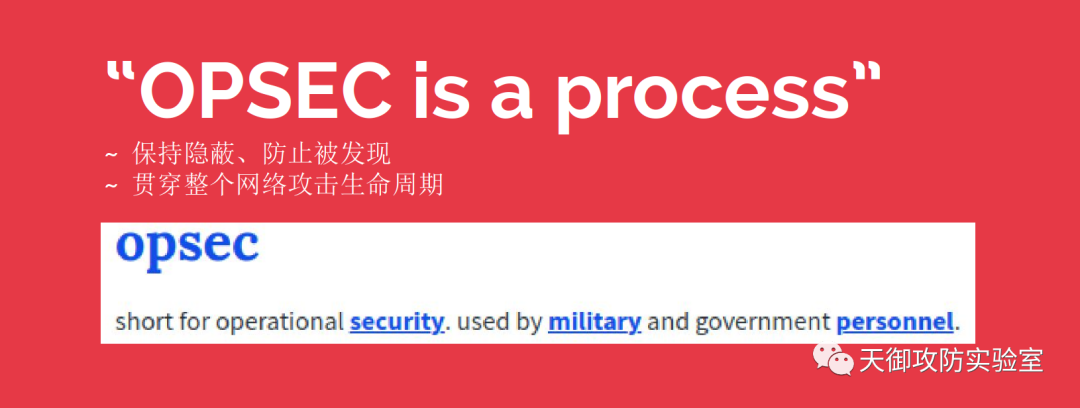 “OPSEC is a process”
~ 保持隐蔽、防止被发现
~ 贯穿整个网络攻击生命周期
opsec
short for operational security. used by military and government personnel.
天御攻防实验室